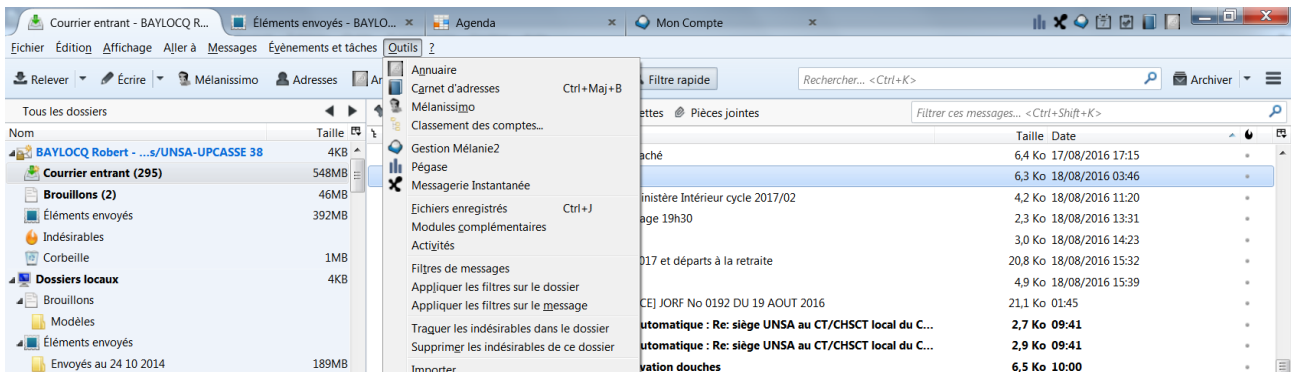 Courrier entrant - BAYLOCQ R... Éléments envoyés - BAYLO... × Agenda × Mon Compte ×
Fichier Édition Affichage Aller à Messages Évènements et tâches Outils ?
Relever Écrire Mélanissimo Adresses Ar Filtre rapide Rechercher... <Ctrl+K> Archiver
Tous les dossiers
Nom Taille
BAYLOCQ Robert - ...s/UNSA-UPCASSE 38 4KB
Courrier entrant (295) 548MB
Brouillons (2) 46MB
Éléments envoyés 392MB
Indésirables
Corbeille 1MB
Dossiers locaux 4KB
Brouillons
Modèles
Éléments envoyés
Envoyés au 24 10 2014 189MB
Annuaire
Carnet d'adresses Ctrl+Maj+B
Mélanissimo
Classement des comptes...
Gestion Mélanie2
Pégase
Messagerie Instantanée
Fichiers enregistrés Ctrl+J
Modules complémentaires
Activités
Filtres de messages
Appliquer les filtres sur le dossier
Appliquer les filtres sur le message
Traquer les indésirables dans le dossier
Supprimer les indésirables de ce dossier
Importer
ettes Pièces jointes Filtrer ces messages... <Ctrl+Shift+K>
Taille Date
aché 6,4 Ko 17/08/2016 17:15
6,3 Ko 18/08/2016 03:46
inistère Intérieur cycle 2017/02 4,2 Ko 18/08/2016 11:20
age 19h30 2,3 Ko 18/08/2016 13:31
3,0 Ko 18/08/2016 14:23
017 et départs à la retraite 20,8 Ko 18/08/2016 15:32
4,9 Ko 18/08/2016 15:39
CE] JORF No 0192 DU 19 AOUT 2016 21,1 Ko 01:45
utomatique : Re: siège UNSA au CT/CHSCT local du C... 2,7 Ko 09:41
utomatique : Re: siège UNSA au CT/CHSCT local du C... 2,9 Ko 09:41
vation douches 6,5 Ko 10:00